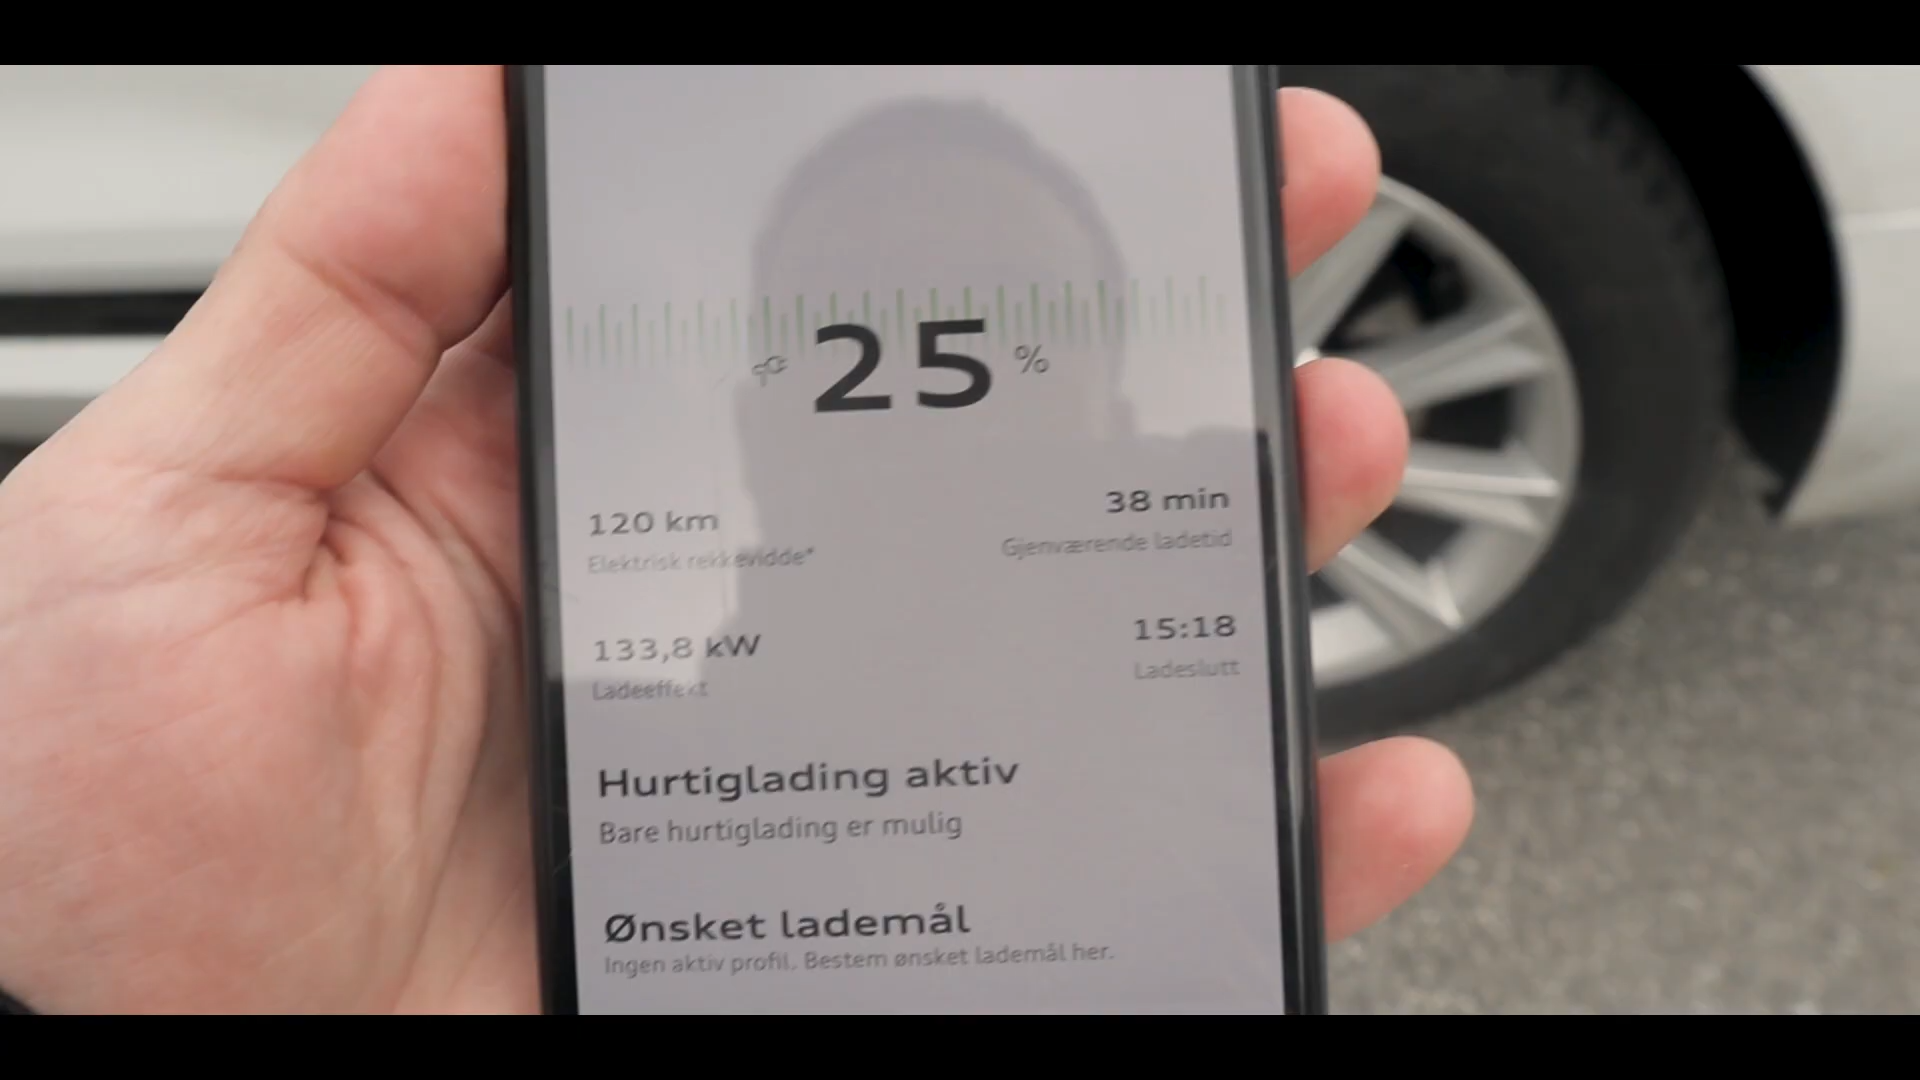 25 %
120 km
Elektrisk rekkevidde*
38 min
Gjenværende ladetid
133,8 kW
Ladeeffekt
15:18
Ladeslutt
Hurtiglading aktiv
Bare hurtiglading er mulig
Ønsket lademål
Ingen aktiv profil. Bestem ønsket lademål her.